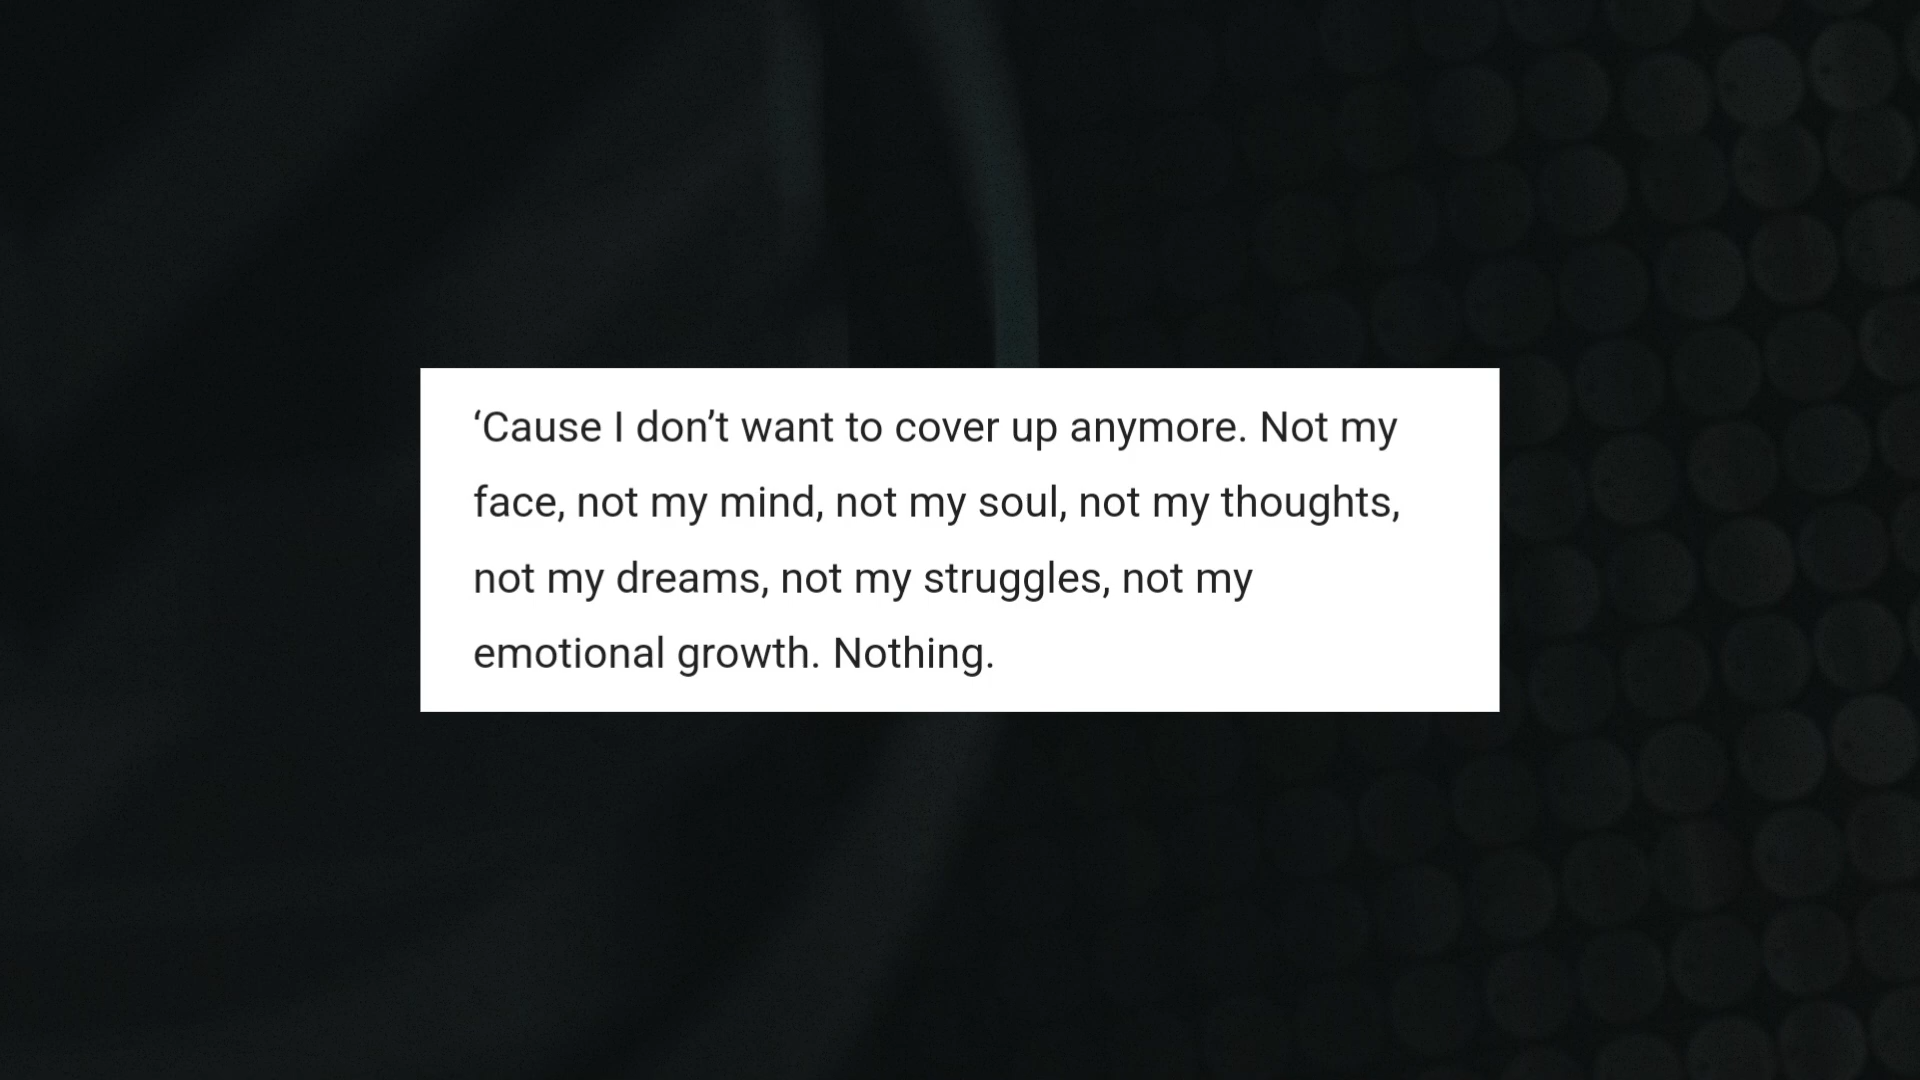 ‘Cause I don’t want to cover up anymore. Not my
face, not my mind, not my soul, not my thoughts,
not my dreams, not my struggles, not my
emotional growth. Nothing.